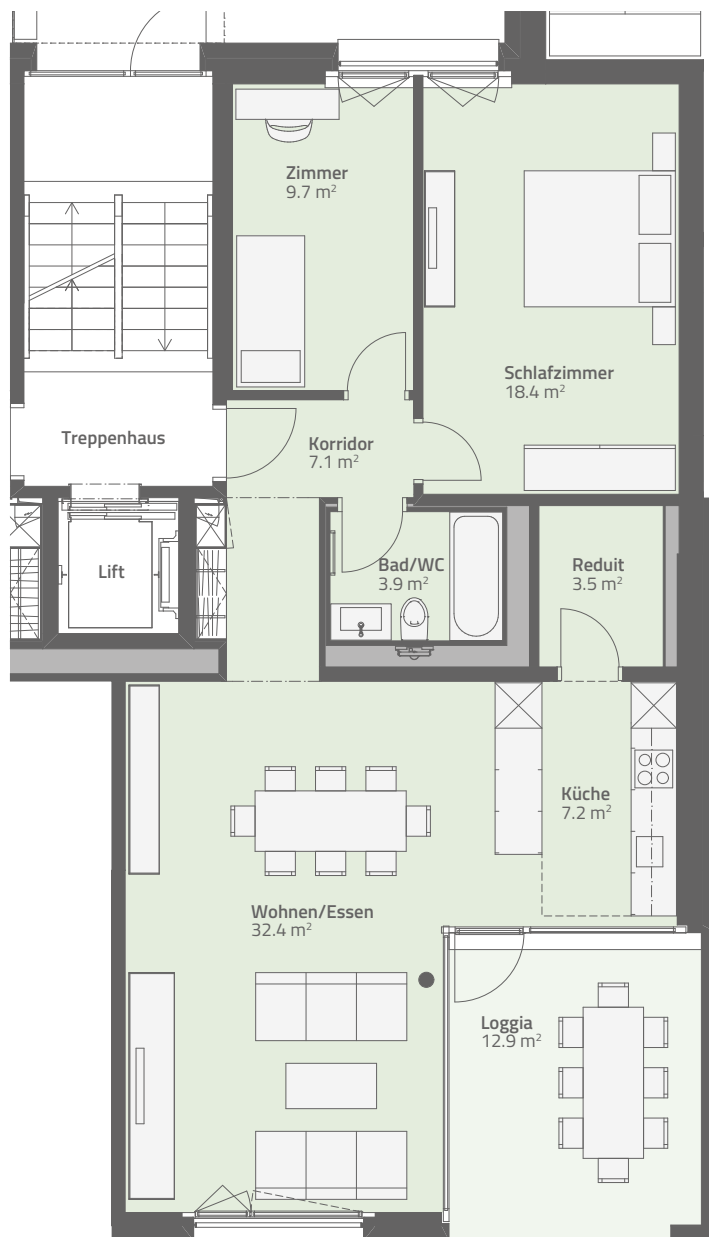 Zimmer
9.7 m²
Schlafzimmer
18.4 m²
Treppenhaus
Korridor
7.1 m²
Lift
Bad/WC
3.9 m²
Reduit
3.5 m²
Küche
7.2 m²
Wohnen/Essen
32.4 m²
Loggia
12.9 m²